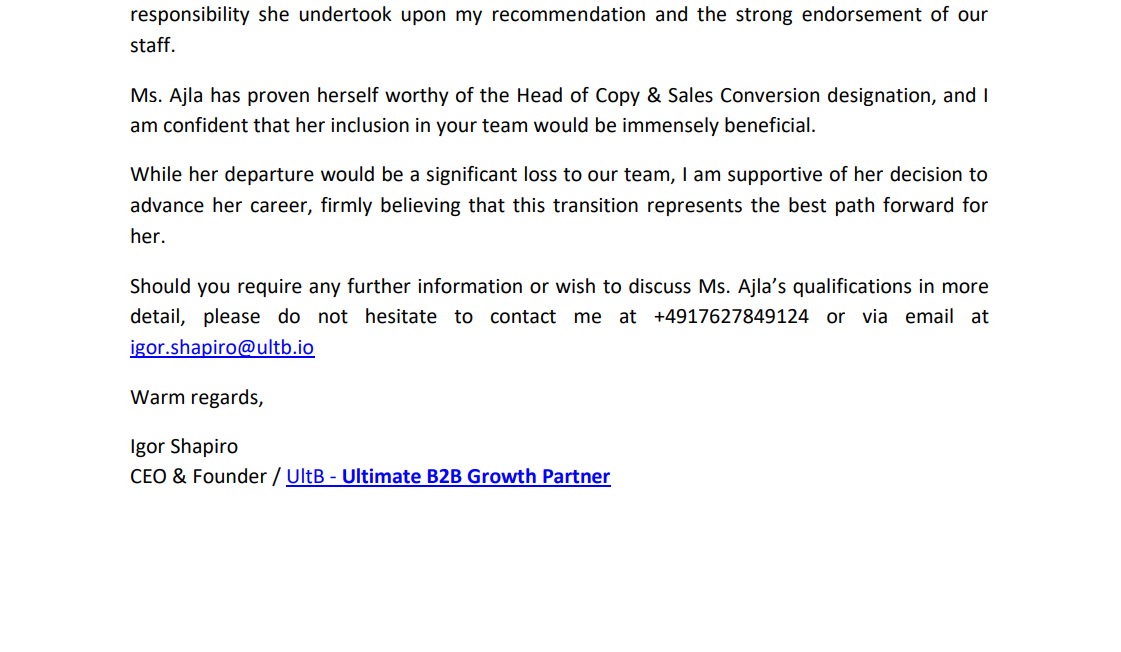 responsibility she undertook upon my recommendation and the strong endorsement of our
staff.
Ms. Ajla has proven herself worthy of the Head of Copy & Sales Conversion designation, and I
am confident that her inclusion in your team would be immensely beneficial.
While her departure would be a significant loss to our team, I am supportive of her decision to
advance her career, firmly believing that this transition represents the best path forward for
her.
Should you require any further information or wish to discuss Ms. Ajla’s qualifications in more
detail, please do not hesitate to contact me at +4917627849124 or via email at
igor.shapiro@ultb.io
Warm regards,
Igor Shapiro
CEO & Founder / UltB - Ultimate B2B Growth Partner